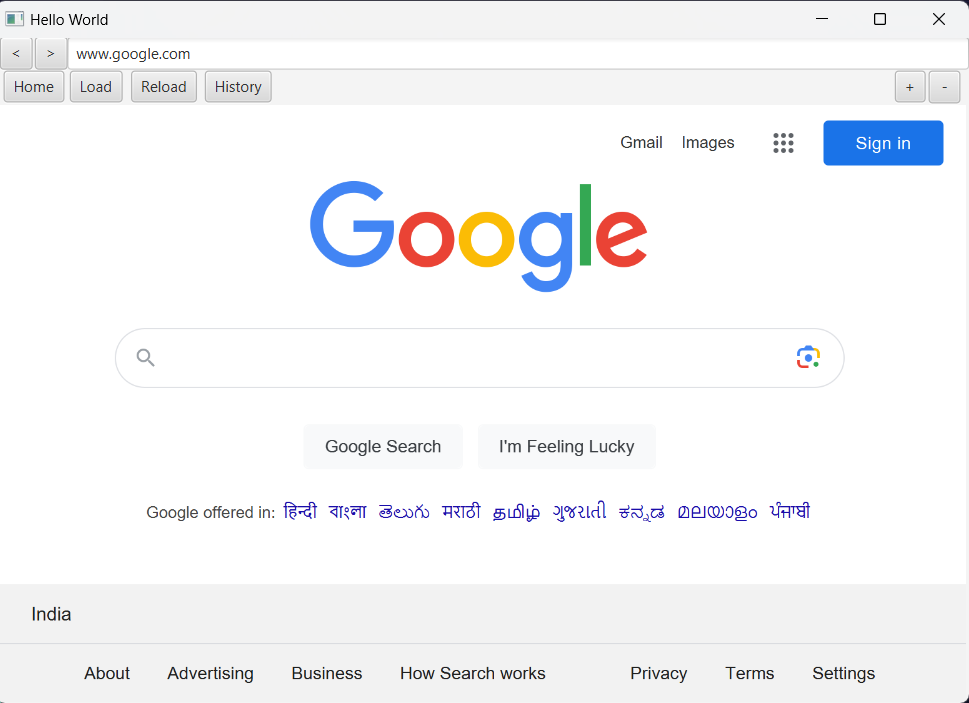 Hello World
< > www.google.com
Home Load Reload History + -
Gmail Images Sign in
Google
Google Search I'm Feeling Lucky
Google offered in: हिन्दी বাংলা తెలుగు मराठी தமிழ் ગુજરાતી ಕನ್ನಡ മലയാളം ਪੰਜਾਬੀ
India
About Advertising Business How Search works Privacy Terms Settings